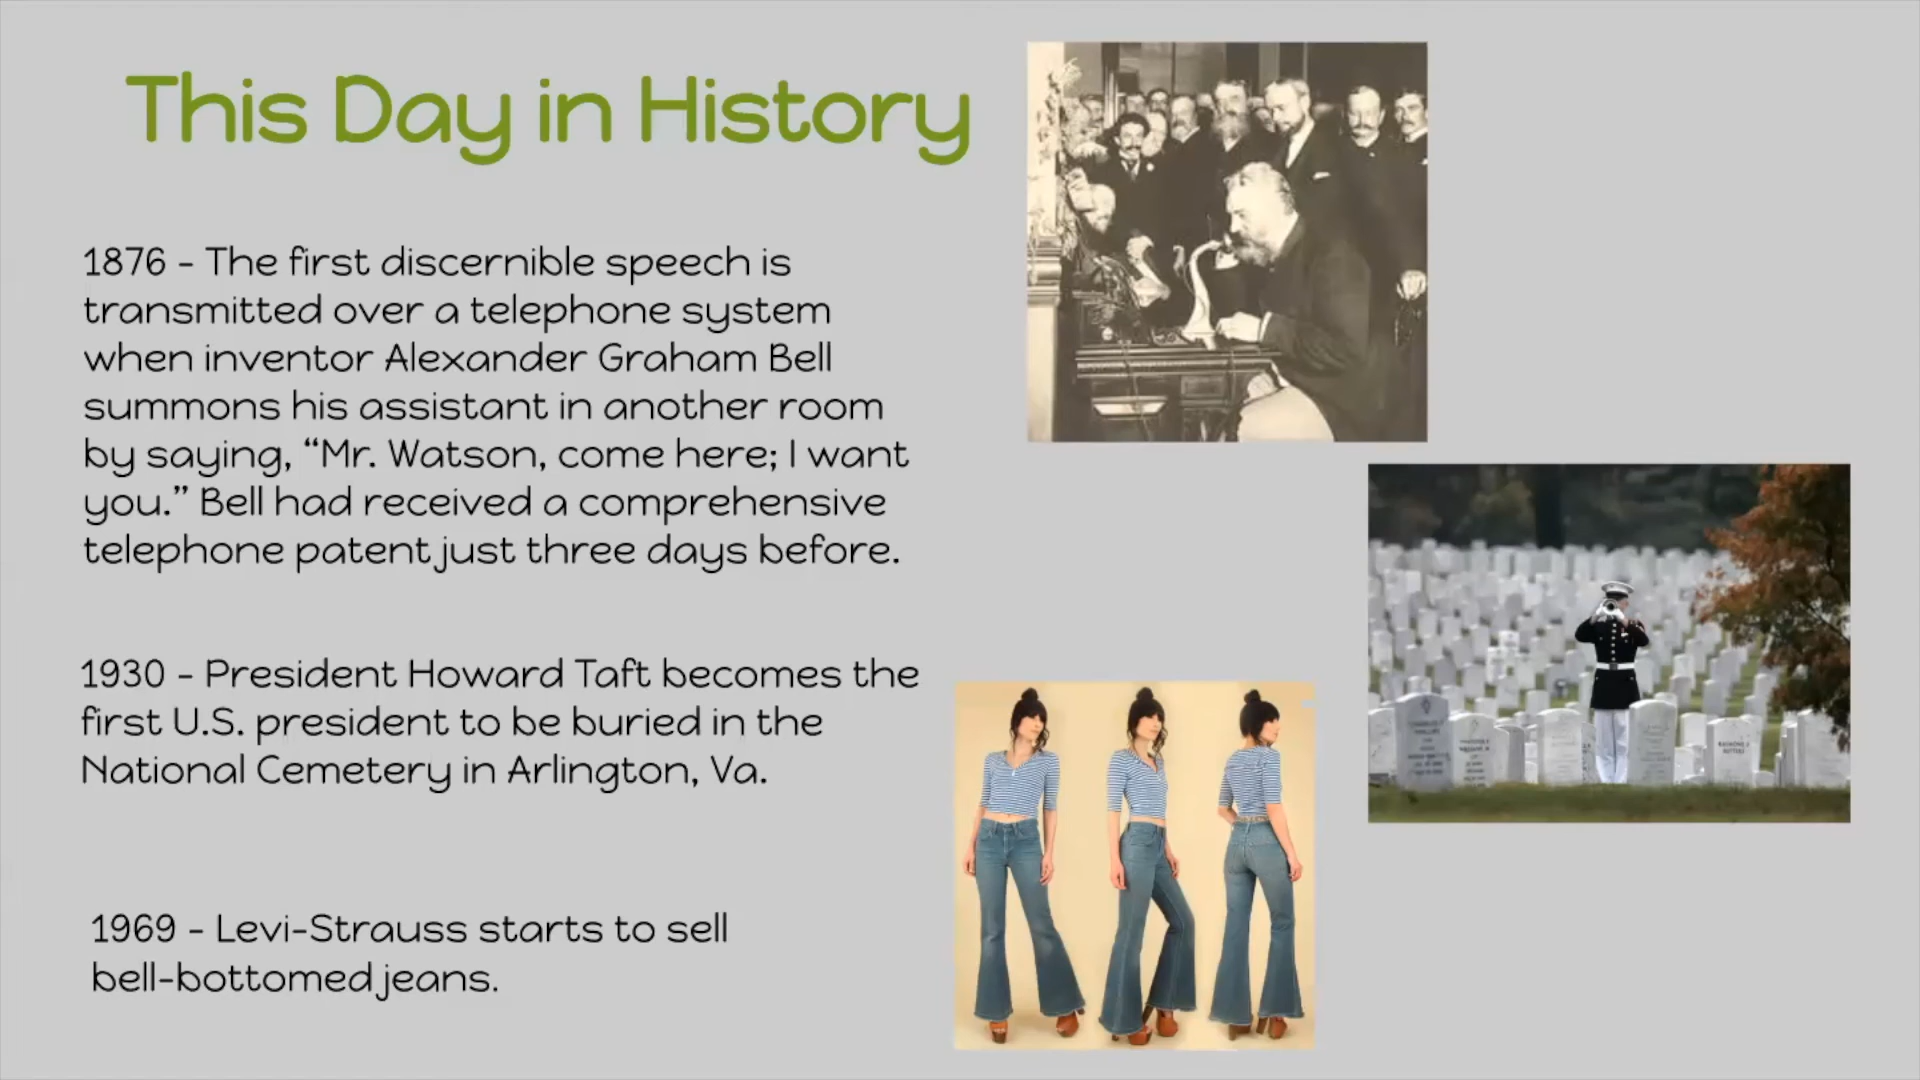 This Day in History
1876 - The first discernible speech is
transmitted over a telephone system
when inventor Alexander Graham Bell
summons his assistant in another room
by saying, “Mr. Watson, come here; I want
you.” Bell had received a comprehensive
telephone patent just three days before.
1930 - President Howard Taft becomes the
first U.S. president to be buried in the
National Cemetery in Arlington, Va.
1969 - Levi-Strauss starts to sell
bell-bottomed jeans.